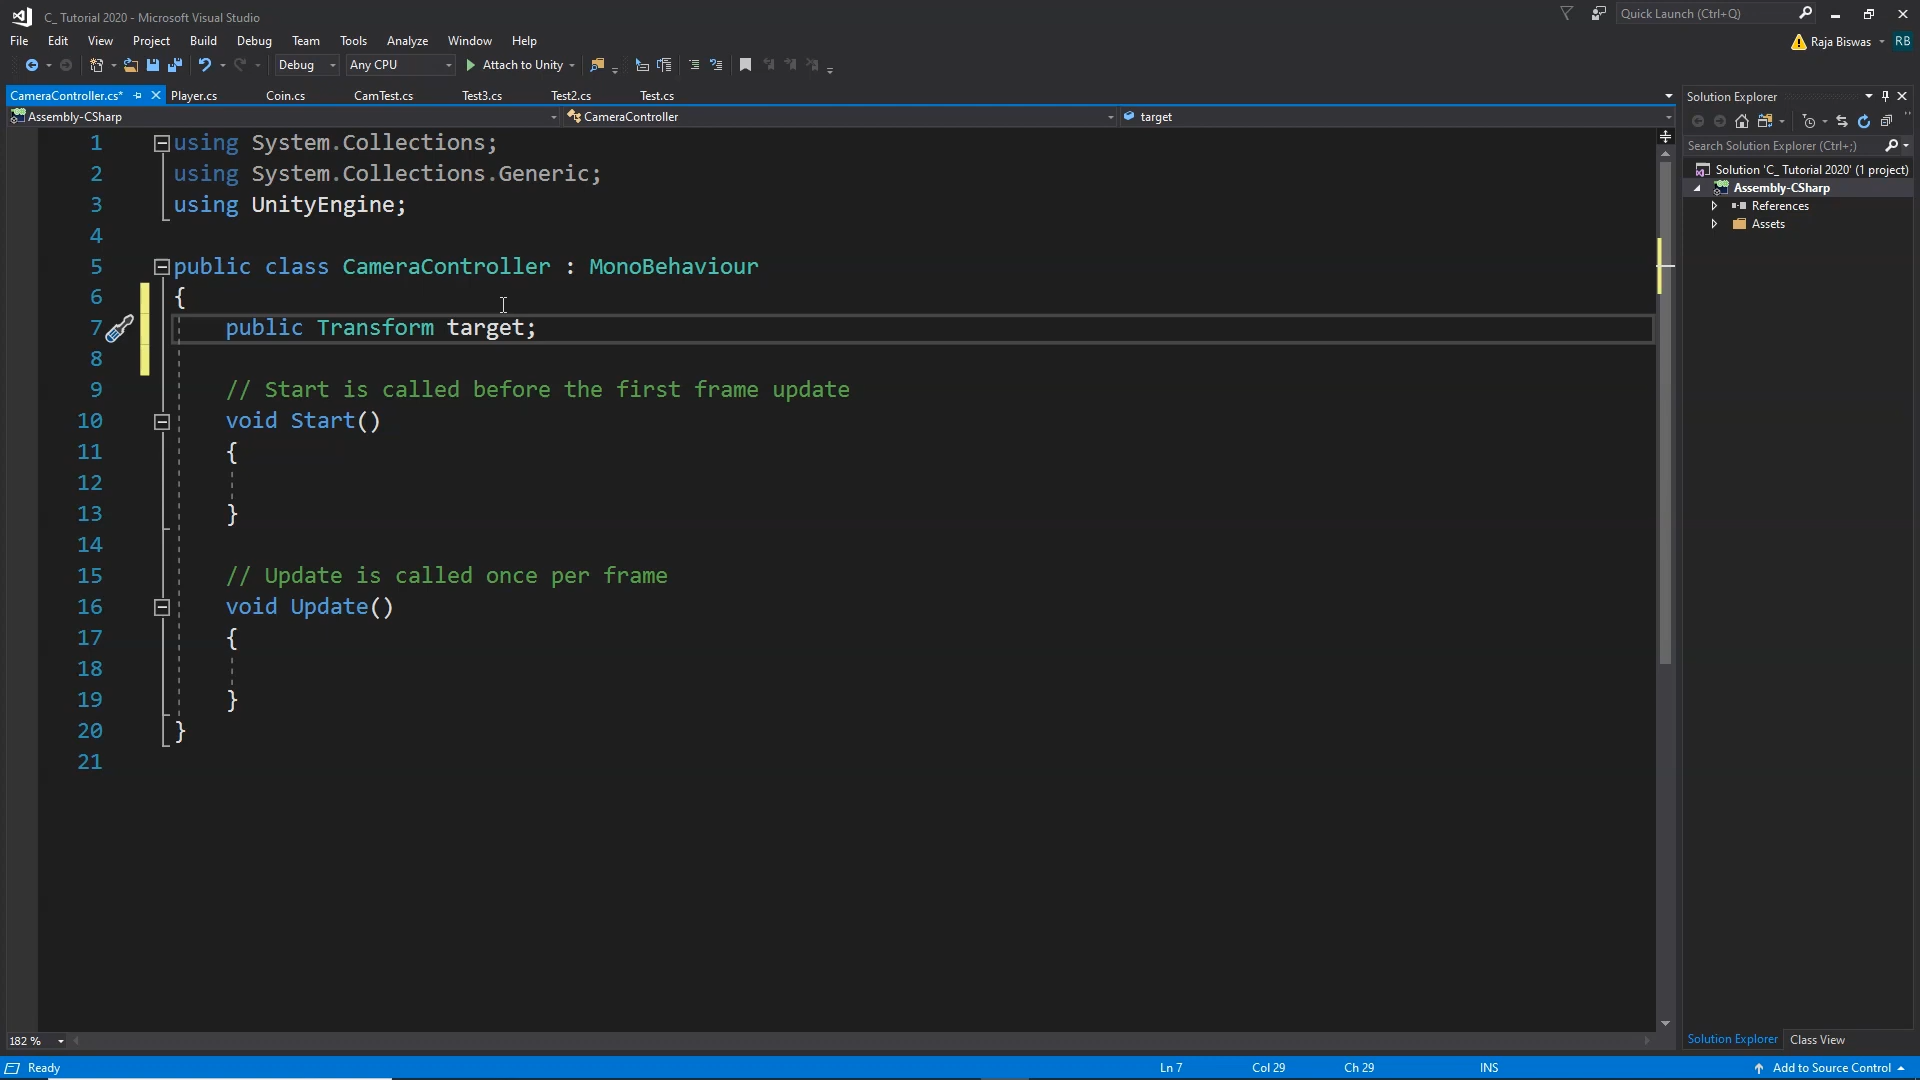 C_ Tutorial 2020 - Microsoft Visual Studio
Quick Launch (Ctrl+Q)
File Edit View Project Build Debug Team Tools Analyze Window Help
Raja Biswas RB
Debug Any CPU Attach to Unity
CameraController.cs* Player.cs Coin.cs CamTest.cs Test3.cs Test2.cs Test.cs
Assembly-CSharp CameraController target
1 using System.Collections;
2 using System.Collections.Generic;
3 using UnityEngine;
4
5 public class CameraController : MonoBehaviour
6 {
7 public Transform target;
8
9 // Start is called before the first frame update
10 void Start()
11 {
12
13 }
14
15 // Update is called once per frame
16 void Update()
17 {
18
19 }
20 }
21
182 %
Solution Explorer
Search Solution Explorer (Ctrl+;)
Solution 'C_ Tutorial 2020' (1 project)
Assembly-CSharp
References
Assets
Solution Explorer Class View
Ready Ln 7 Col 29 Ch 29 INS Add to Source Control